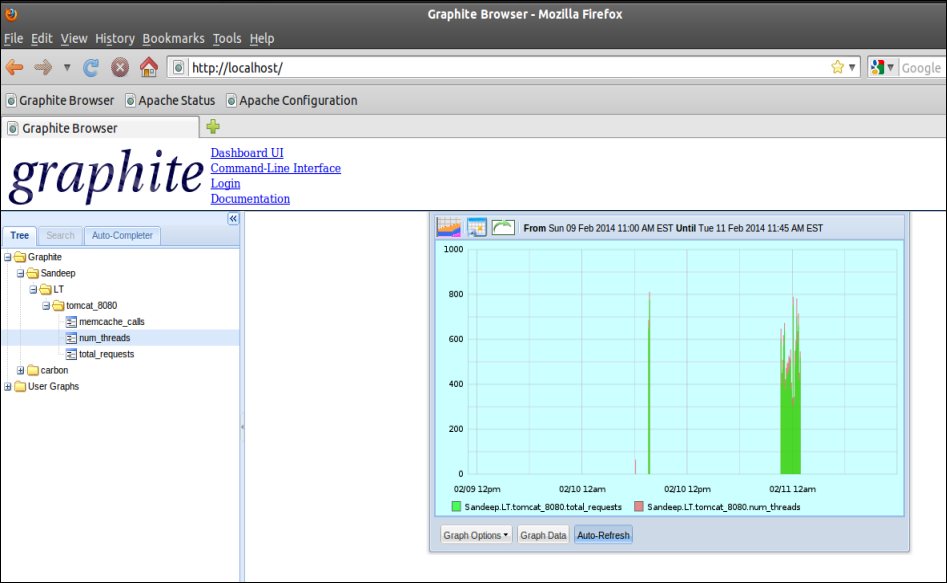 Graphite Browser - Mozilla Firefox
File Edit View History Bookmarks Tools Help
http://localhost/ Google
Graphite Browser Apache Status Apache Configuration
Graphite Browser
graphite
Dashboard UI
Command-Line Interface
Login
Documentation
Tree Search Auto-Completer
Graphite
Sandeep
LT
tomcat_8080
memcache_calls
num_threads
total_requests
carbon
User Graphs
From Sun 09 Feb 2014 11:00 AM EST Until Tue 11 Feb 2014 11:45 AM EST
1000
800
600
400
200
0
02/09 12pm 02/10 12am 02/10 12pm 02/11 12am
Sandeep.LT.tomcat_8080.total_requests Sandeep.LT.tomcat_8080.num_threads
Graph Options Graph Data Auto-Refresh